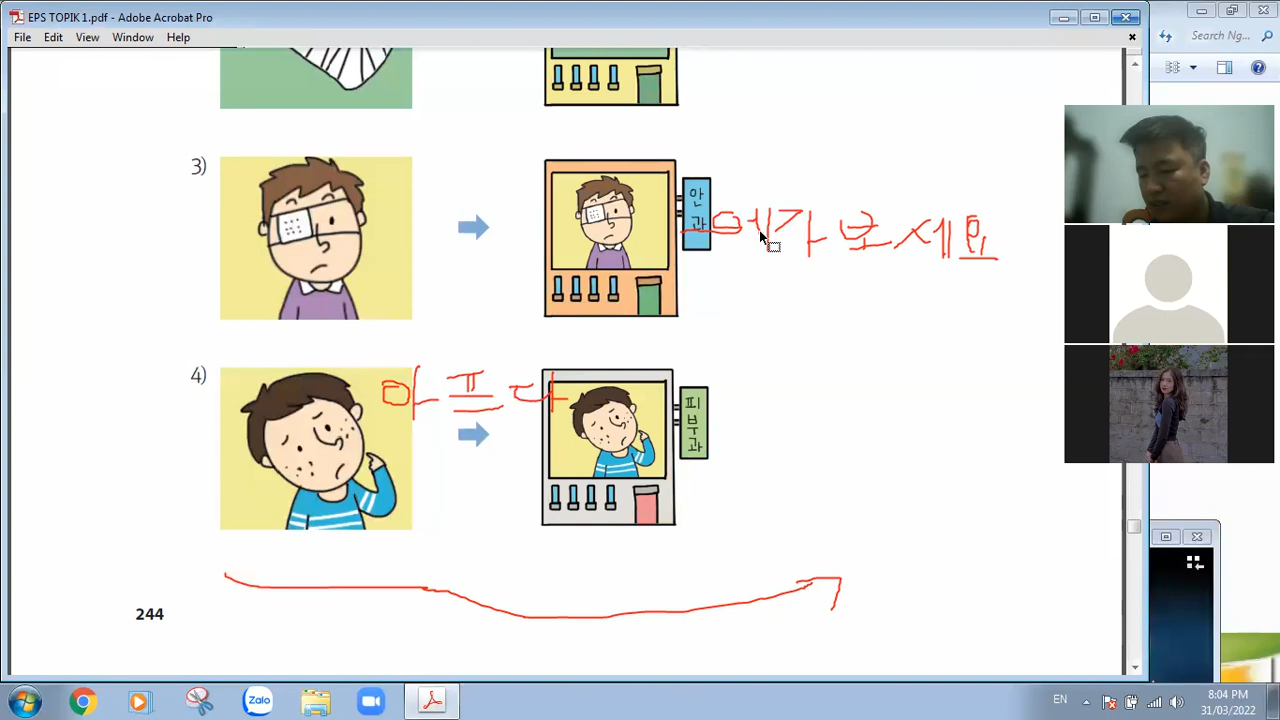 EPS TOPIK 1.pdf - Adobe Acrobat Pro
File Edit View Window Help
Search Ng...
3)
안과
에 가 보세요
4)
아프다
피부과
244
Zalo
EN
8:04 PM
31/03/2022